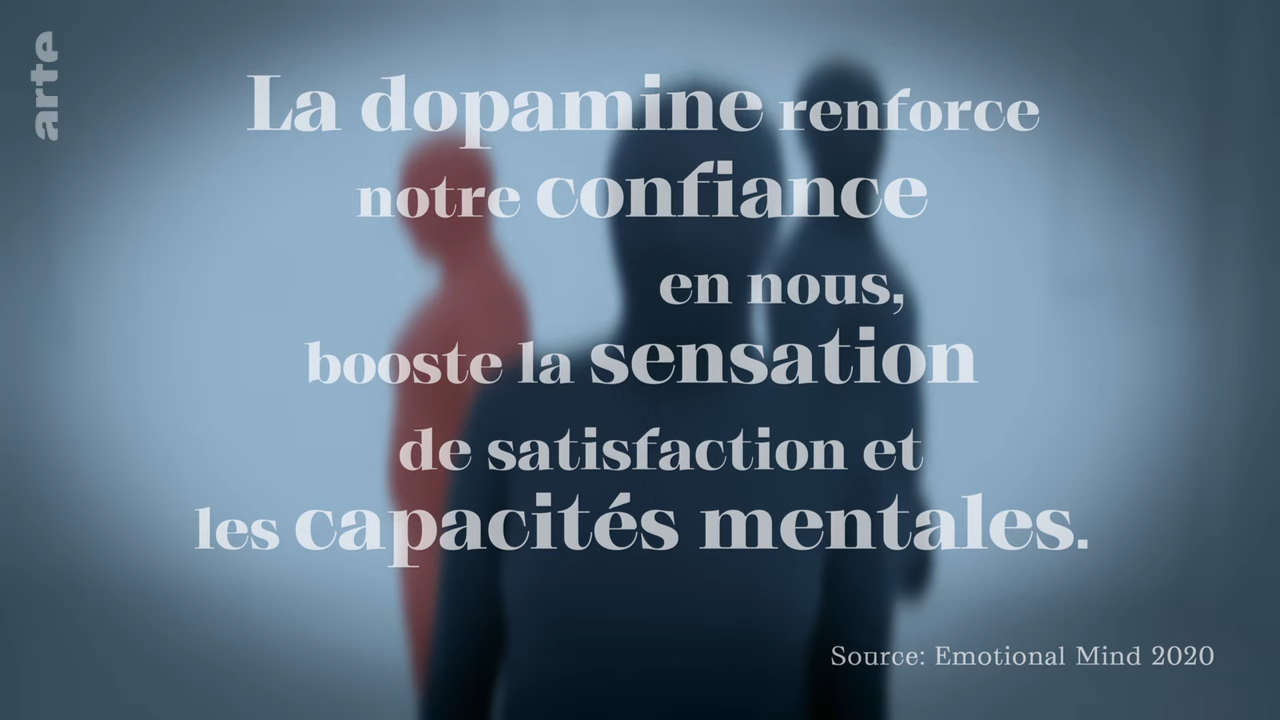 arte
La dopamine renforce
notre confiance
en nous,
booste la sensation
de satisfaction et
les capacités mentales.
Source: Emotional Mind 2020